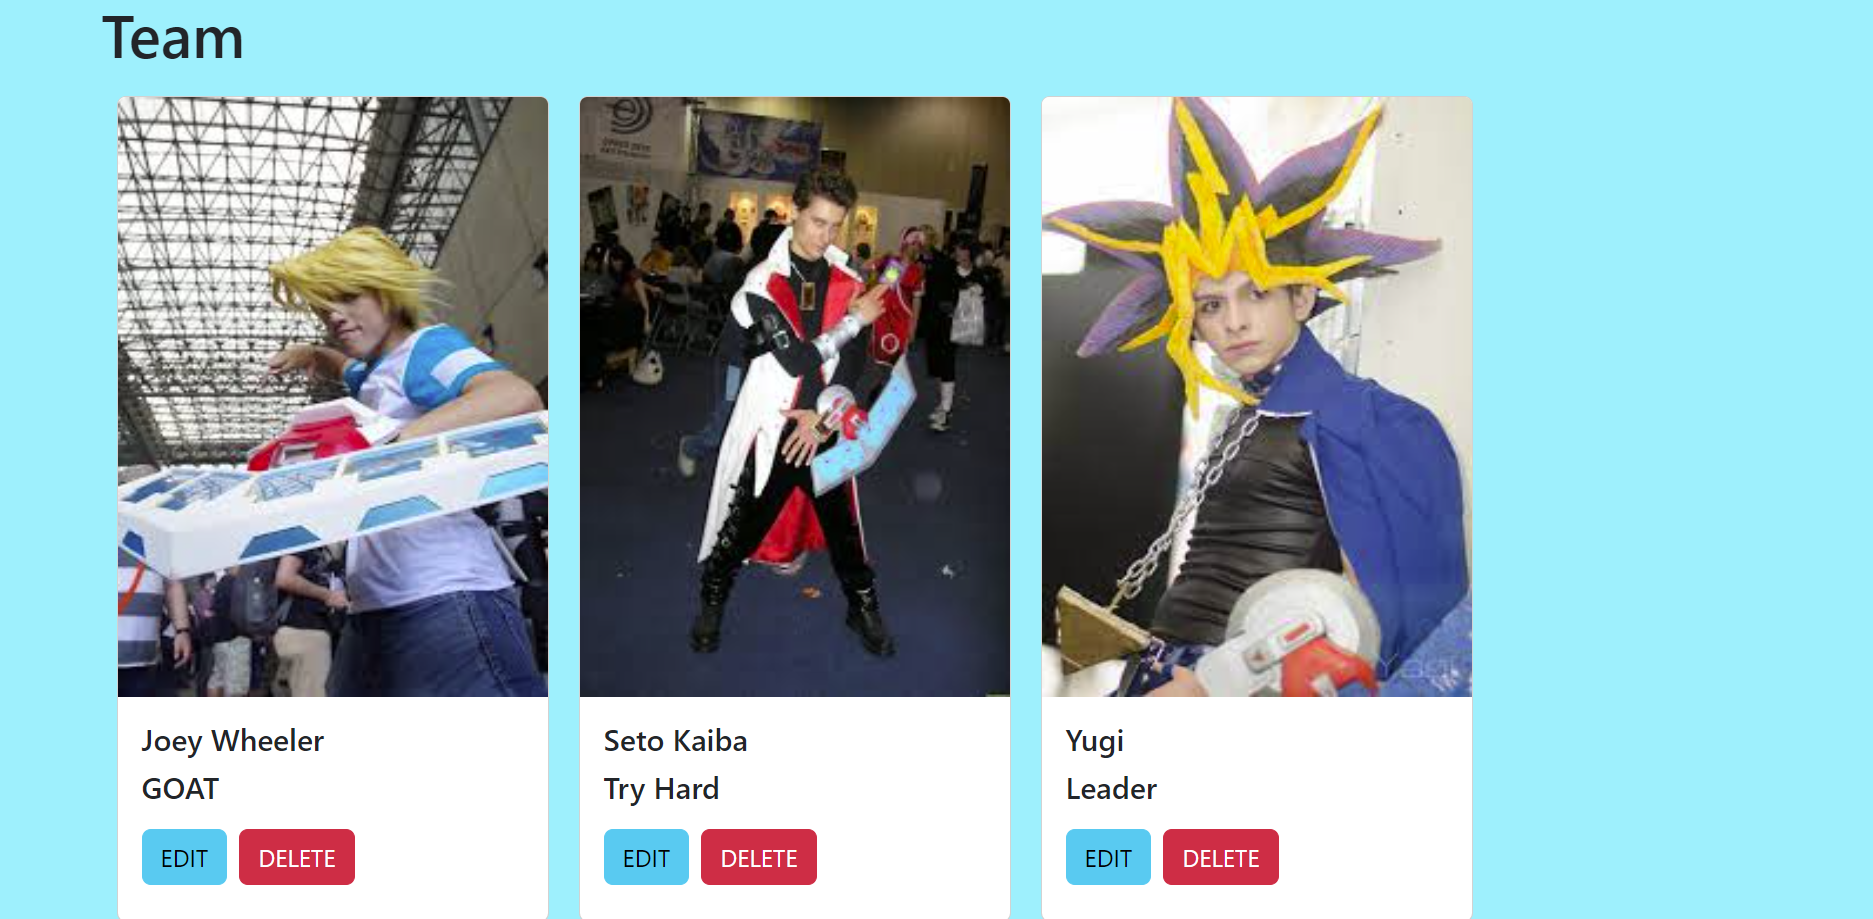 Team
Joey Wheeler
GOAT
EDIT DELETE
Seto Kaiba
Try Hard
EDIT DELETE
Yugi
Leader
EDIT DELETE